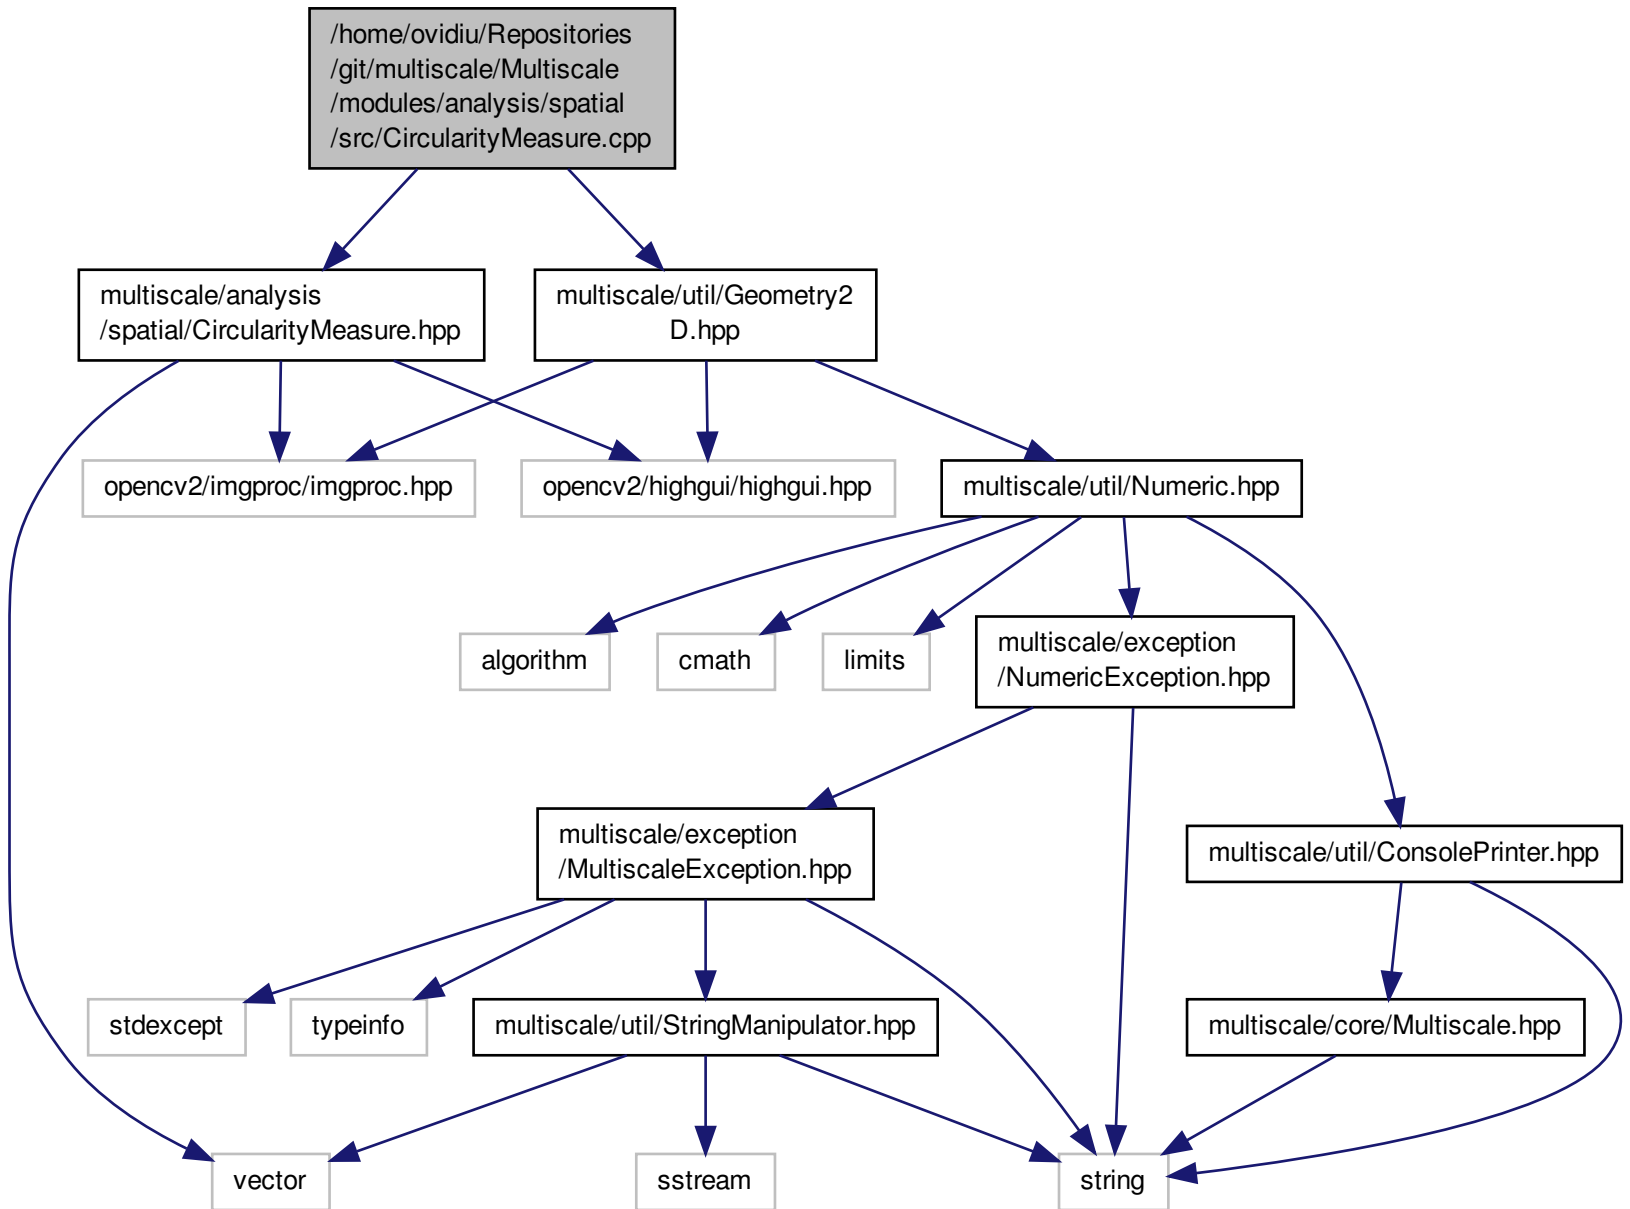 /home/ovidiu/Repositories
/git/multiscale/Multiscale
/modules/analysis/spatial
/src/CircularityMeasure.cpp
multiscale/analysis
/spatial/CircularityMeasure.hpp
multiscale/util/Geometry2
D.hpp
opencv2/imgproc/imgproc.hpp
opencv2/highgui/highgui.hpp
multiscale/util/Numeric.hpp
algorithm
cmath
limits
multiscale/exception
/NumericException.hpp
multiscale/exception
/MultiscaleException.hpp
multiscale/util/ConsolePrinter.hpp
stdexcept
typeinfo
multiscale/util/StringManipulator.hpp
multiscale/core/Multiscale.hpp
vector
sstream
string